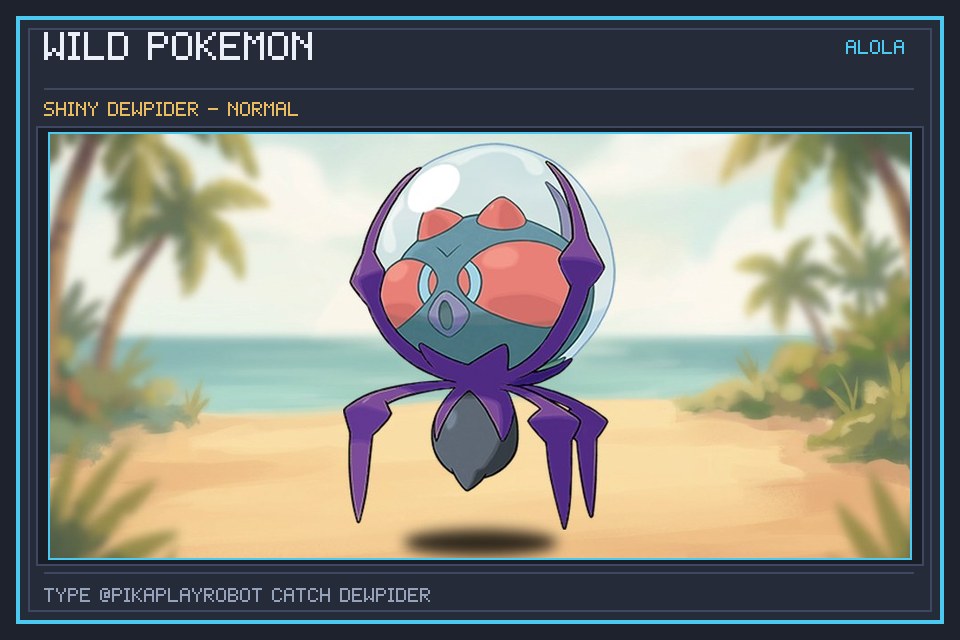 WILD POKEMON
ALOLA
SHINY DEWPIDER - NORMAL
TYPE @PIKAPLAYROBOT CATCH DEWPIDER